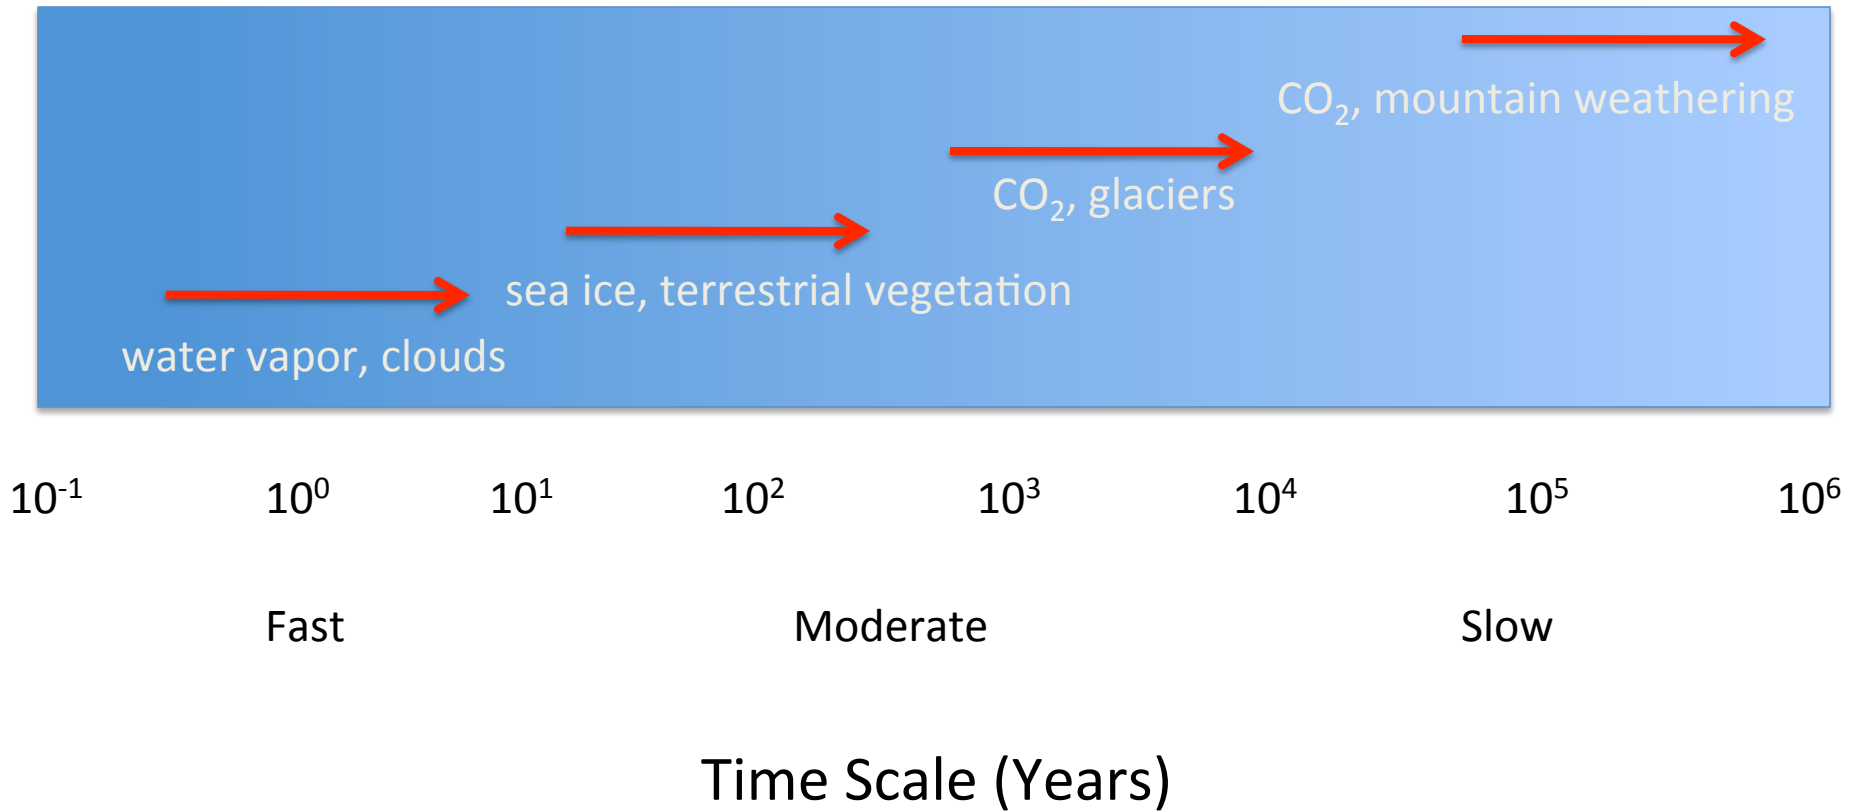 CO₂, mountain weathering
CO₂, glaciers
sea ice, terrestrial vegetation
water vapor, clouds
10⁻¹ 10⁰ 10¹ 10² 10³ 10⁴ 10⁵ 10⁶
Fast Moderate Slow
Time Scale (Years)